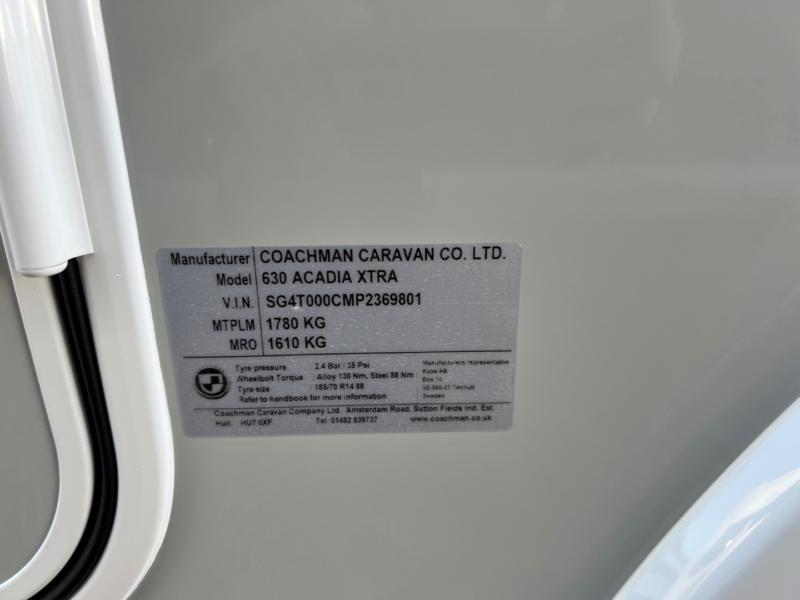 Manufacturer COACHMAN CARAVAN CO. LTD.
Model 630 ACADIA XTRA
V.I.N. SG4T000CMP2369801
MTPLM 1780 KG
MRO 1610 KG
Tyre pressure : 2.4 Bar / 35 Psi
Wheelbolt Torque : Alloy 130 Nm, Steel 88 Nm
Tyre size : 185/70 R14 88
Refer to handbook for more information
Manufacturers representative
Kabe AB
Box 14
Sweden
Coachman Caravan Company Ltd. Amsterdam Road, Sutton Fields Ind. Est.
Hull. HU7 0XF Tel. 01482 839737 www.coachman.co.uk